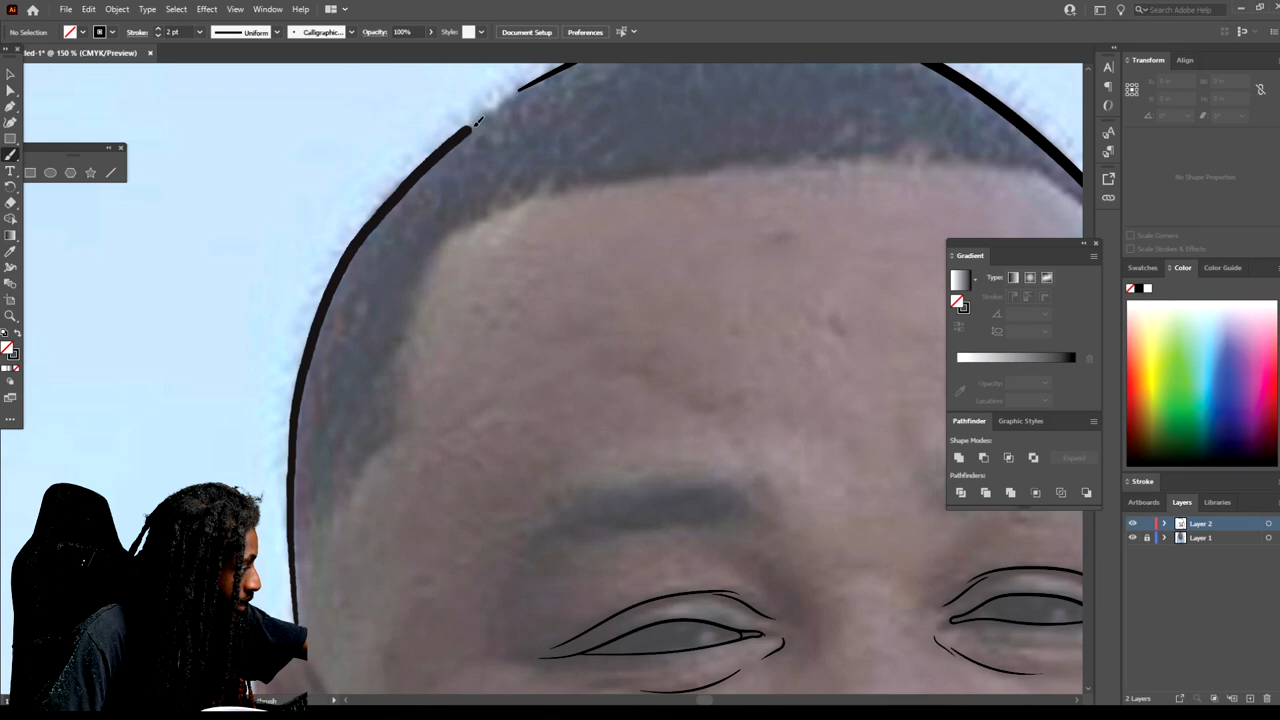 Ai File Edit Object Type Select Effect View Window Help Search Adobe Help
No Selection Stroke: 2 pt Uniform Calligraphic... Opacity: 100% Style: Document Setup Preferences
ded-1* @ 150 % (CMYK/Preview)
Transform Align
No Shape Properties
Scale Corners
Scale Strokes & Effects
Swatches Color Color Guide
Gradient
Type:
Stroke:
Opacity:
Location:
Pathfinder Graphic Styles
Shape Modes:
Expand
Pathfinders:
Stroke
Artboards Layers Libraries
Layer 2
Layer 1
2 Layers